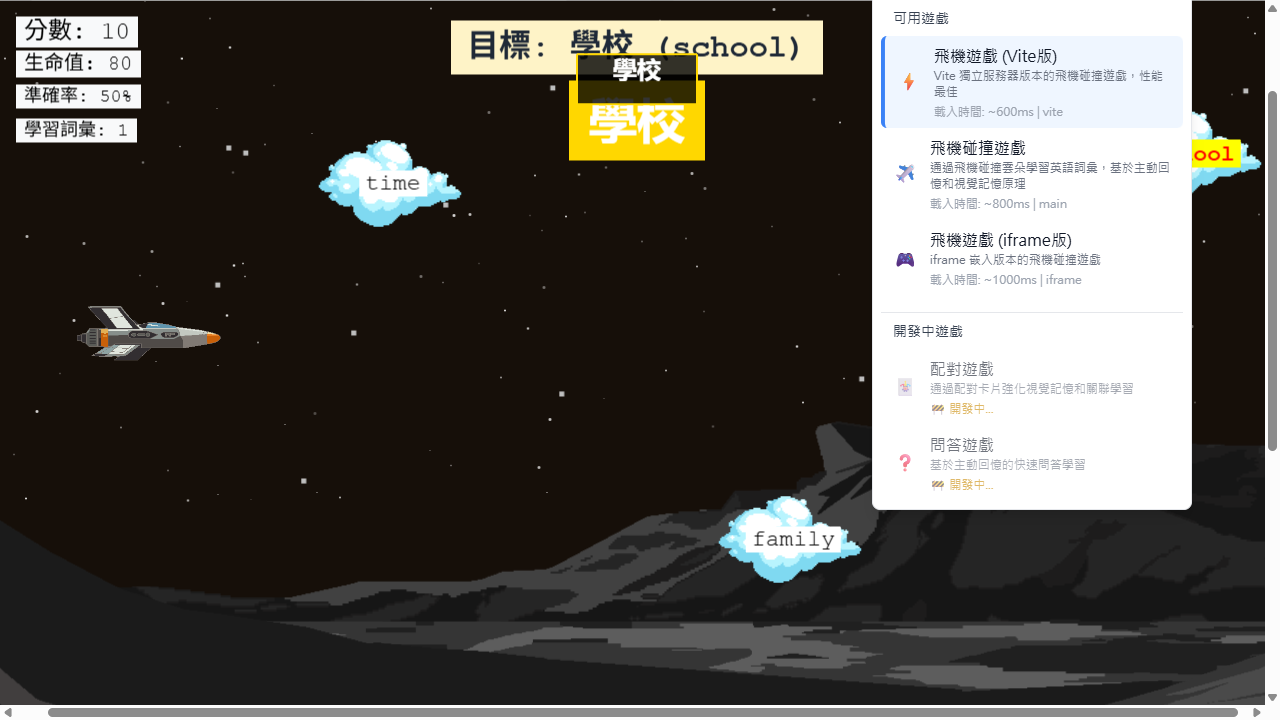 分數: 10
生命值: 80
準確率: 50%
學習詞彙: 1
目標: 學校 (school)
學校
學校
time
family
ool
可用遊戲
飛機遊戲 (Vite版)
Vite 獨立服務器版本的飛機碰撞遊戲，性能
最佳
載入時間: ~600ms | vite
飛機碰撞遊戲
通過飛機碰撞雲朵學習英語詞彙，基於主動回
憶和視覺記憶原理
載入時間: ~800ms | main
飛機遊戲 (iframe版)
iframe 嵌入版本的飛機碰撞遊戲
載入時間: ~1000ms | iframe
開發中遊戲
配對遊戲
通過配對卡片強化視覺記憶和關聯學習
開發中...
問答遊戲
基於主動回憶的快速問答學習
開發中...